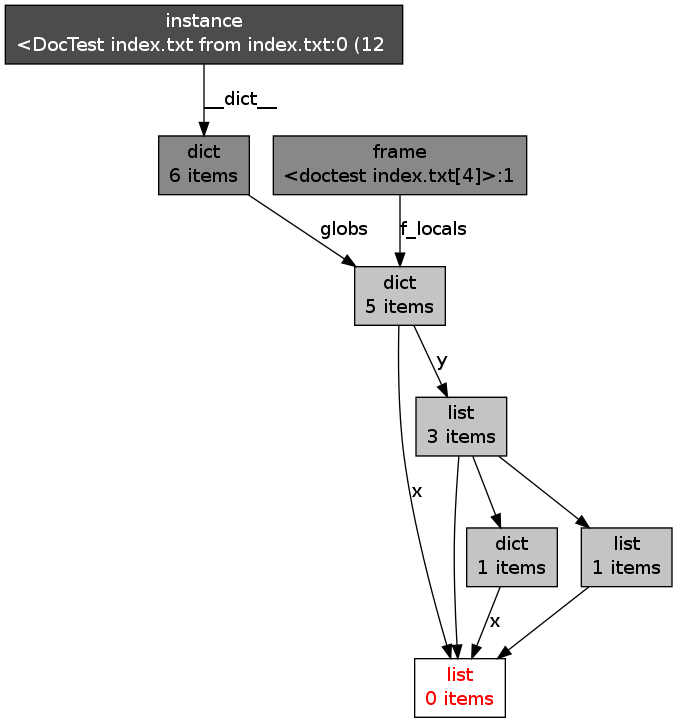 instance
<DocTest index.txt from index.txt:0 (12
__dict__
dict
6 items
frame
<doctest index.txt[4]>:1
globs
f_locals
dict
5 items
y
list
3 items
x
dict
1 items
list
1 items
x
list
0 items